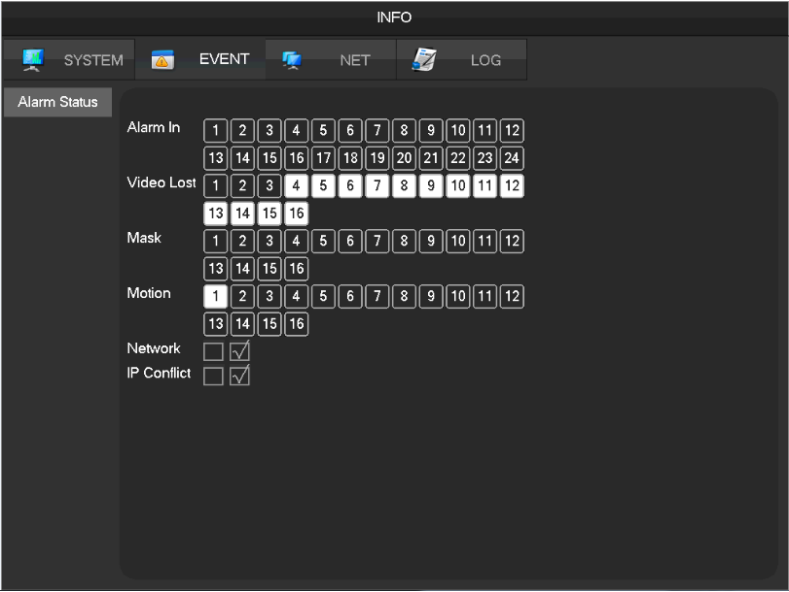 INFO
SYSTEM EVENT NET LOG
Alarm Status
Alarm In 1 2 3 4 5 6 7 8 9 10 11 12
13 14 15 16 17 18 19 20 21 22 23 24
Video Lost 1 2 3 4 5 6 7 8 9 10 11 12
13 14 15 16
Mask 1 2 3 4 5 6 7 8 9 10 11 12
13 14 15 16
Motion 1 2 3 4 5 6 7 8 9 10 11 12
13 14 15 16
Network
IP Conflict